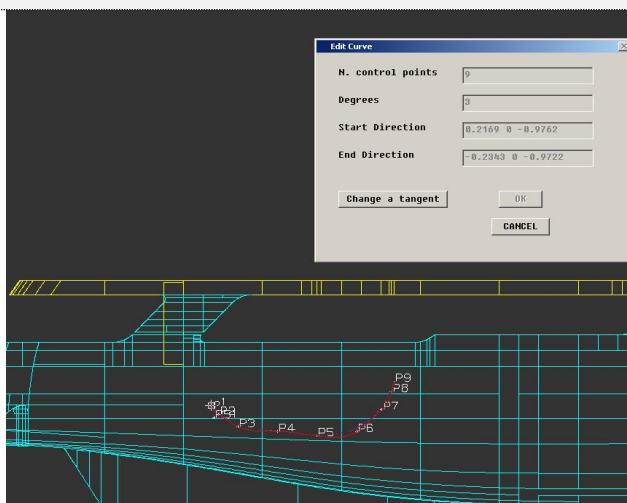 Edit Curve
N. control points 9
Degrees 3
Start Direction 0.2169 0 -0.9762
End Direction -0.2343 0 -0.9722
Change a tangent OK
CANCEL
P9
P8
P7
P2
P3
P4
P5
P6